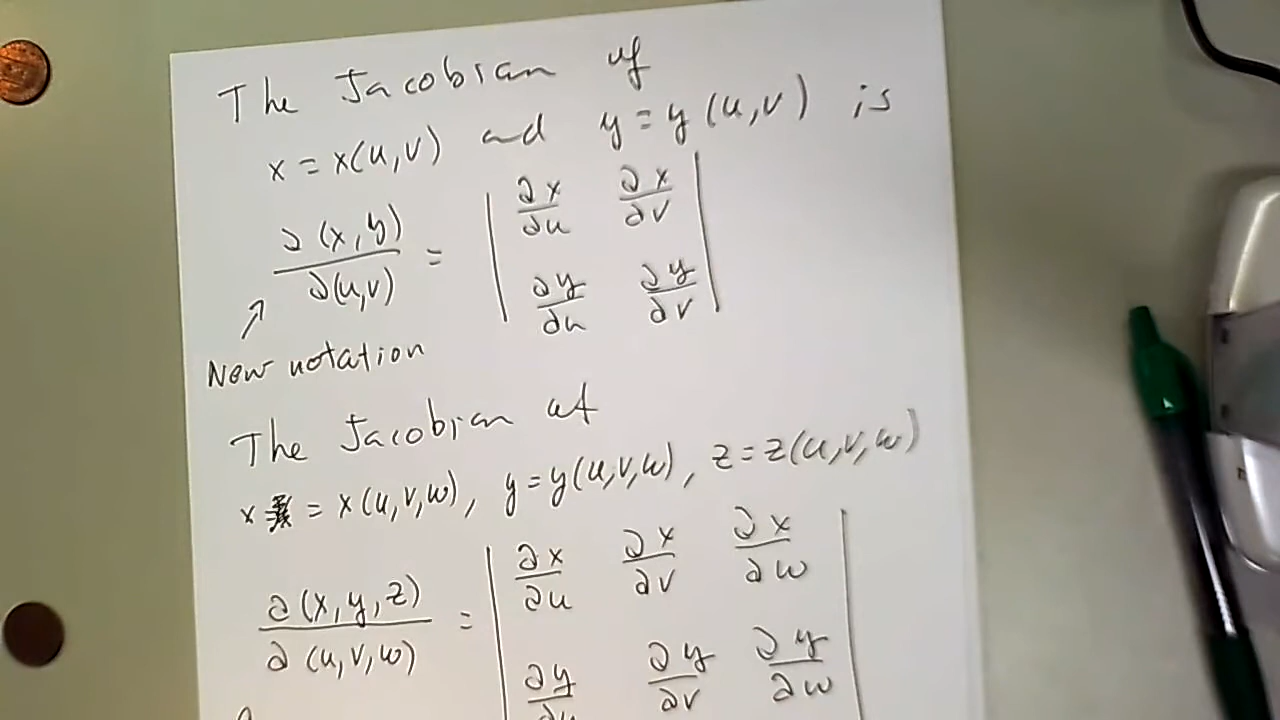 The Jacobian of
x = x(u,v) and y = y(u,v) is
∂(x,y)/∂(u,v) = | ∂x/∂u ∂x/∂v |
| ∂y/∂u ∂y/∂v |
↗
New notation
The Jacobian of
x = x(u,v,w), y = y(u,v,w), z = z(u,v,w)
∂(x,y,z)/∂(u,v,w) = | ∂x/∂u ∂x/∂v ∂x/∂w |
| ∂y/∂u ∂y/∂v ∂y/∂w |